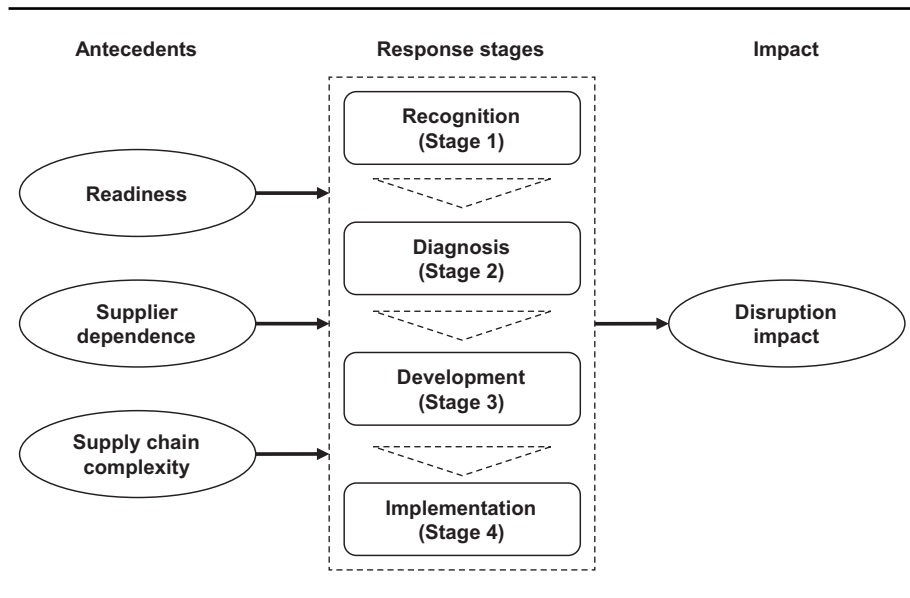 Antecedents
Response stages
Impact
Recognition
(Stage 1)
Readiness
Diagnosis
(Stage 2)
Supplier
dependence
Disruption
impact
Development
(Stage 3)
Supply chain
complexity
Implementation
(Stage 4)